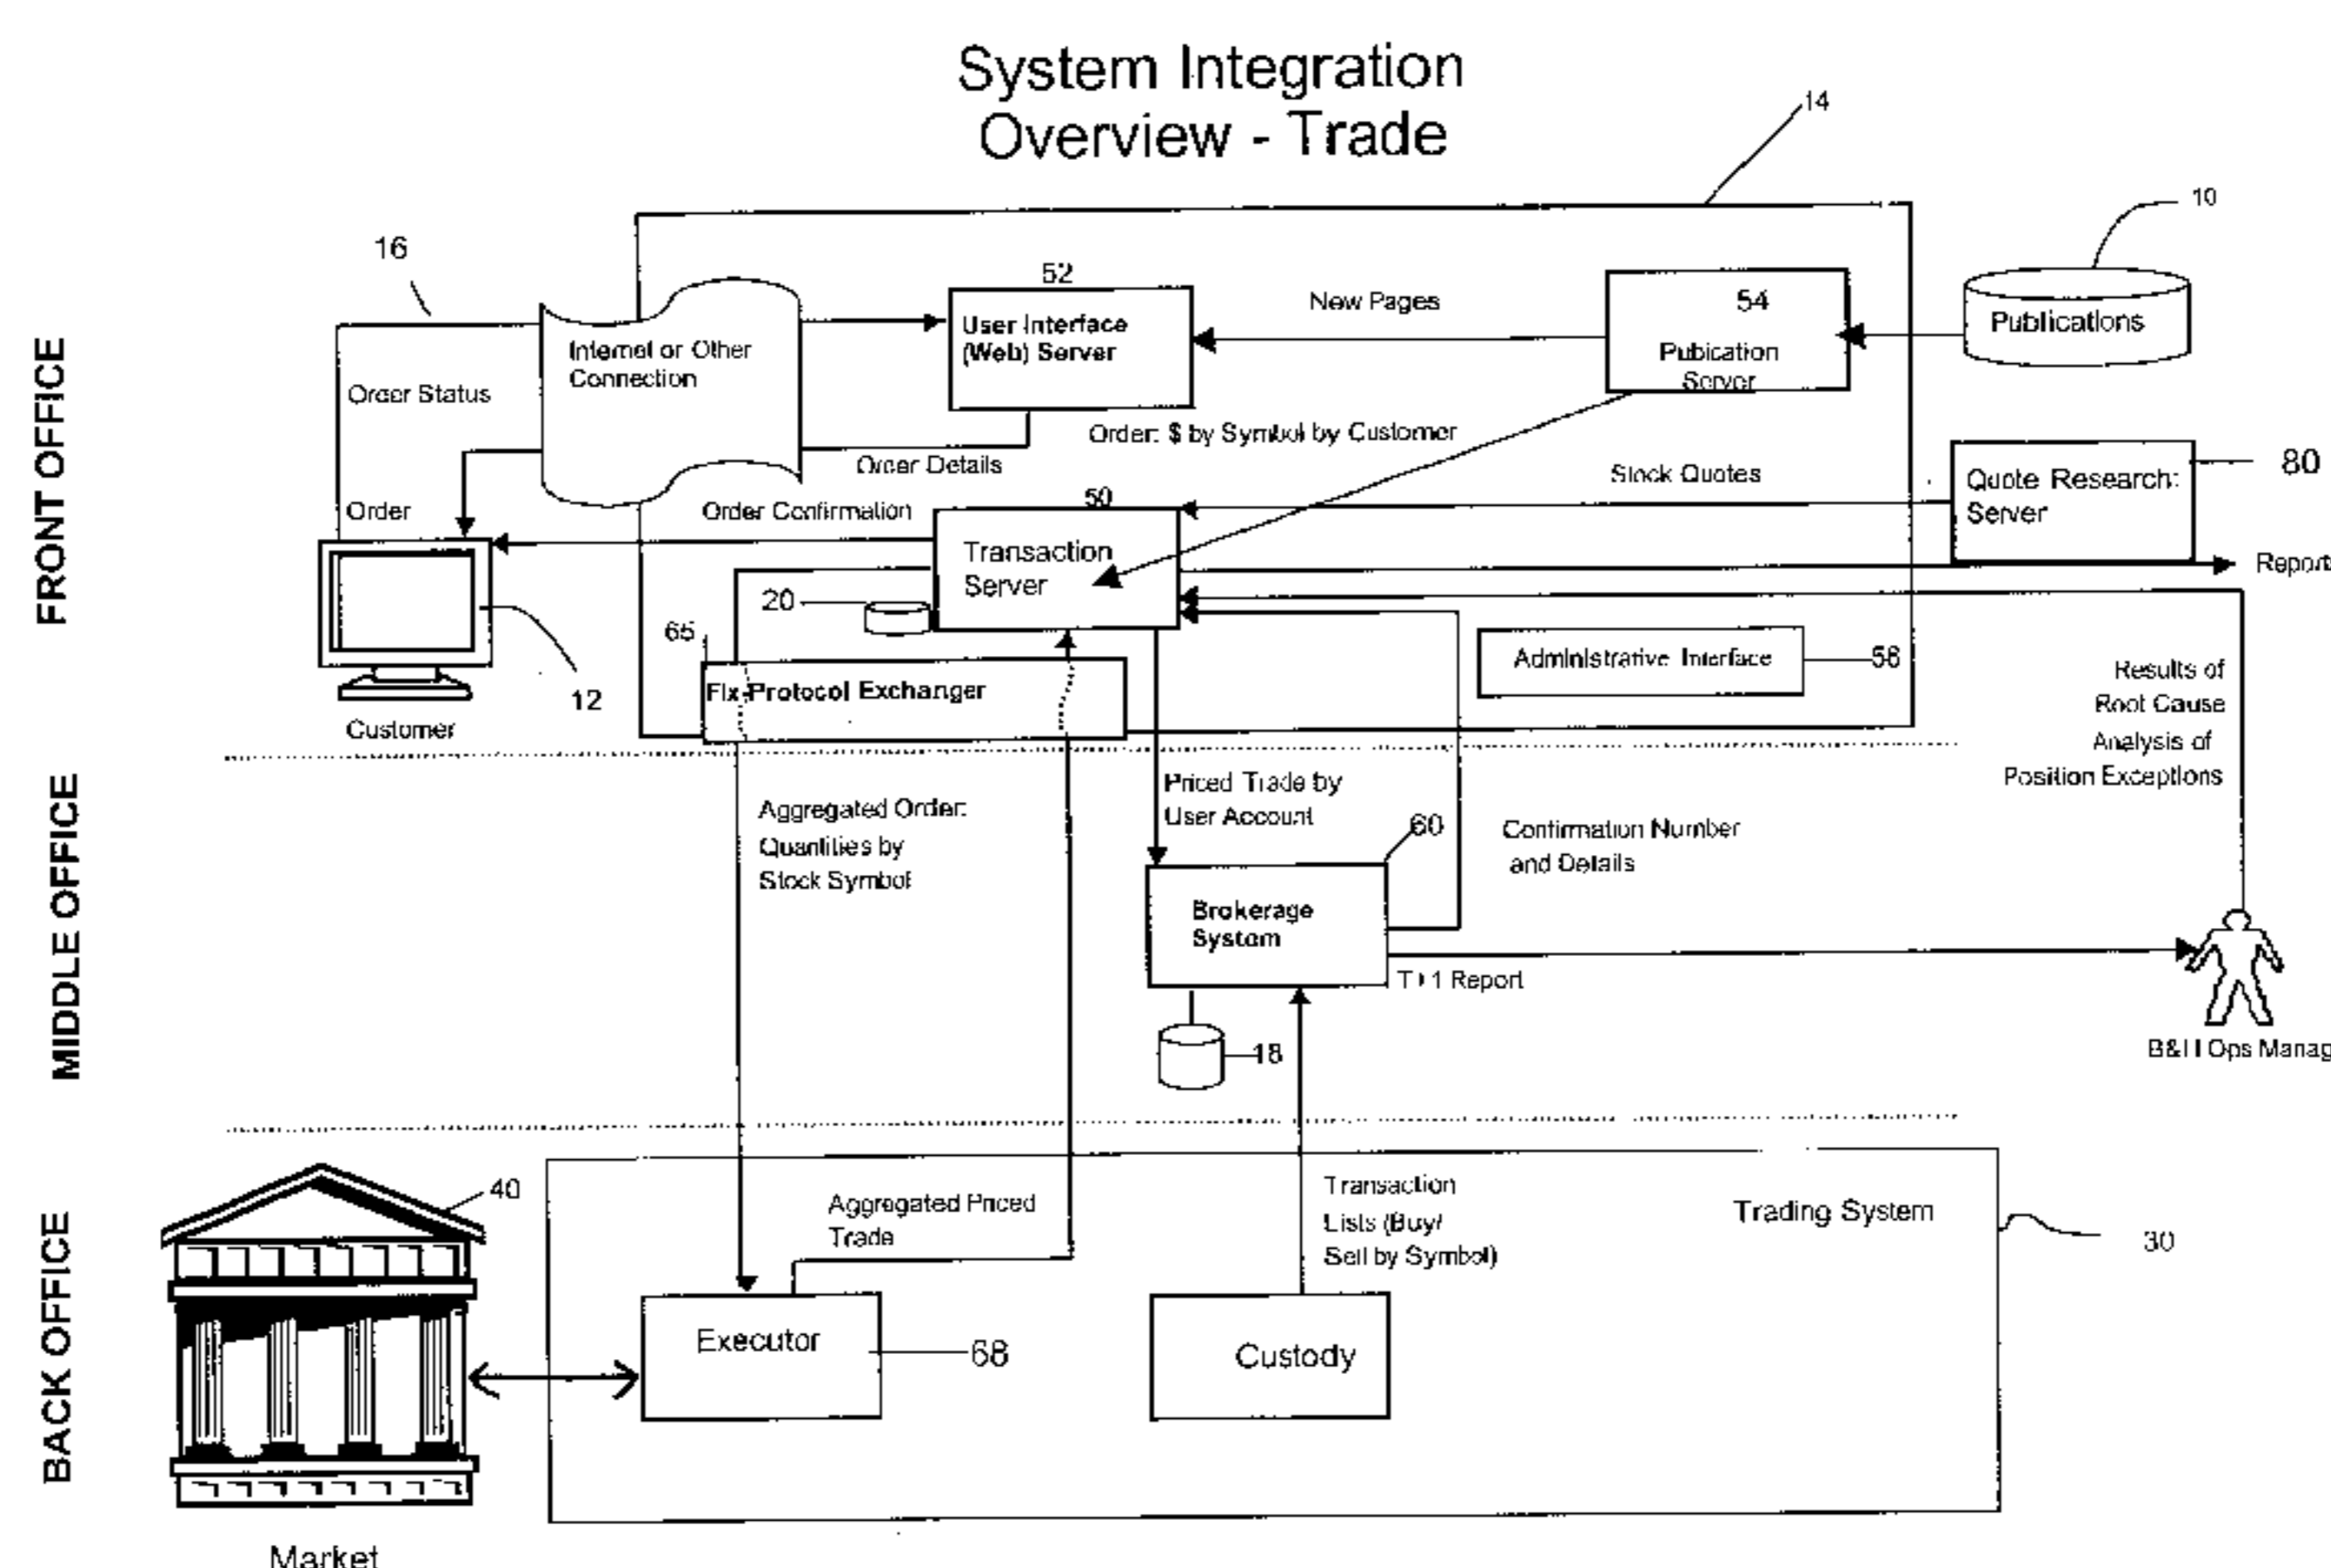 System Integration
Overview - Trade
14
10
16
52
54
Publications
New Pages
User Interface
(Web) Server
Internet or Other
Connection
Pubication
Server
Order Status
Order: $ by Symbol by Customer
Order Details
Stock Quotes
80
Quote Research:
Server
Order
Order Confirmation
50
Transaction
Server
Report
20
65
Administrative Interface
56
Fix-Protocol Exchanger
12
Customer
Results of
Root Cause
Analysis of
Position Exceptions
FRONT OFFICE
Priced Trade by
User Account
Aggregated Order:
Quantities by
Stock Symbol
60
Confirmation Number
and Details
Brokerage
System
T+1 Report
18
B&H Ops Manag
MIDDLE OFFICE
40
Aggregated Priced
Trade
Transaction
Lists (Buy/
Sell by Symbol)
Trading System
30
Executor
68
Custody
BACK OFFICE
Market